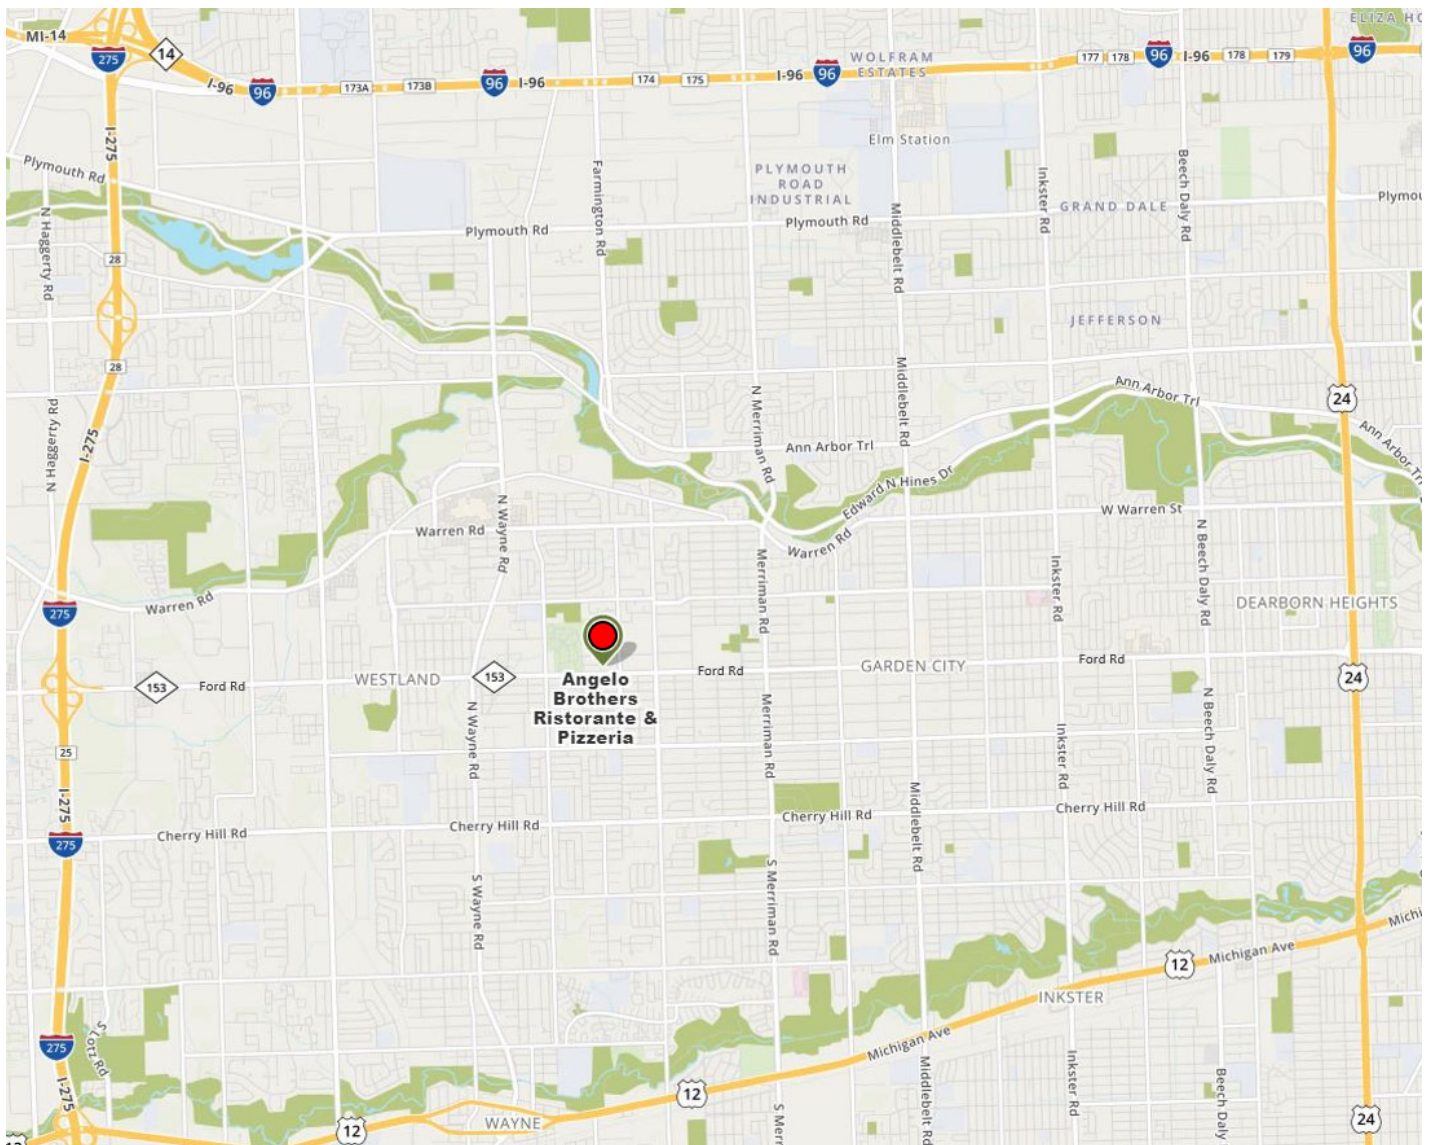 ELIZA HO
MI-14
275
14
I-96
96
173A
173B
96
I-96
174
175
I-96
96
WOLFRAM
ESTATES
177
178
96
I-96
178
179
96
I-275
Elm Station
Plymouth Rd
Farmington Rd
PLYMOUTH
ROAD
INDUSTRIAL
Inkster Rd
Beech Daly Rd
GRAND DALE
Plymou
N Haggerty Rd
Plymouth Rd
Plymouth Rd
Middlebelt Rd
28
JEFFERSON
28
N Haggerty Rd
I-275
N Merriman Rd
Middlebelt Rd
Ann Arbor Trl
24
Ann Arbor Trl
Ann Arbor Trl
Edward N Hines Dr
N Wayne Rd
Warren Rd
W Warren St
Warren Rd
N Beech Daly Rd
Merriman Rd
Inkster Rd
275
Warren Rd
DEARBORN HEIGHTS
153
Ford Rd
WESTLAND
153
Ford Rd
GARDEN CITY
Ford Rd
24
Angelo
Brothers
Ristorante &
Pizzeria
N Wayne Rd
Merriman Rd
Inkster Rd
N Beech Daly Rd
25
I-275
275
Cherry Hill Rd
Cherry Hill Rd
Cherry Hill Rd
Middlebelt Rd
Cherry Hill Rd
S Wayne Rd
S Merriman Rd
12
Michigan Ave
Michi
INKSTER
275
S Lotz Rd
I-275
Michigan Ave
Middlebelt Rd
Inkster Rd
Beech Daly
12
12
WAYNE
S Merr
24
12